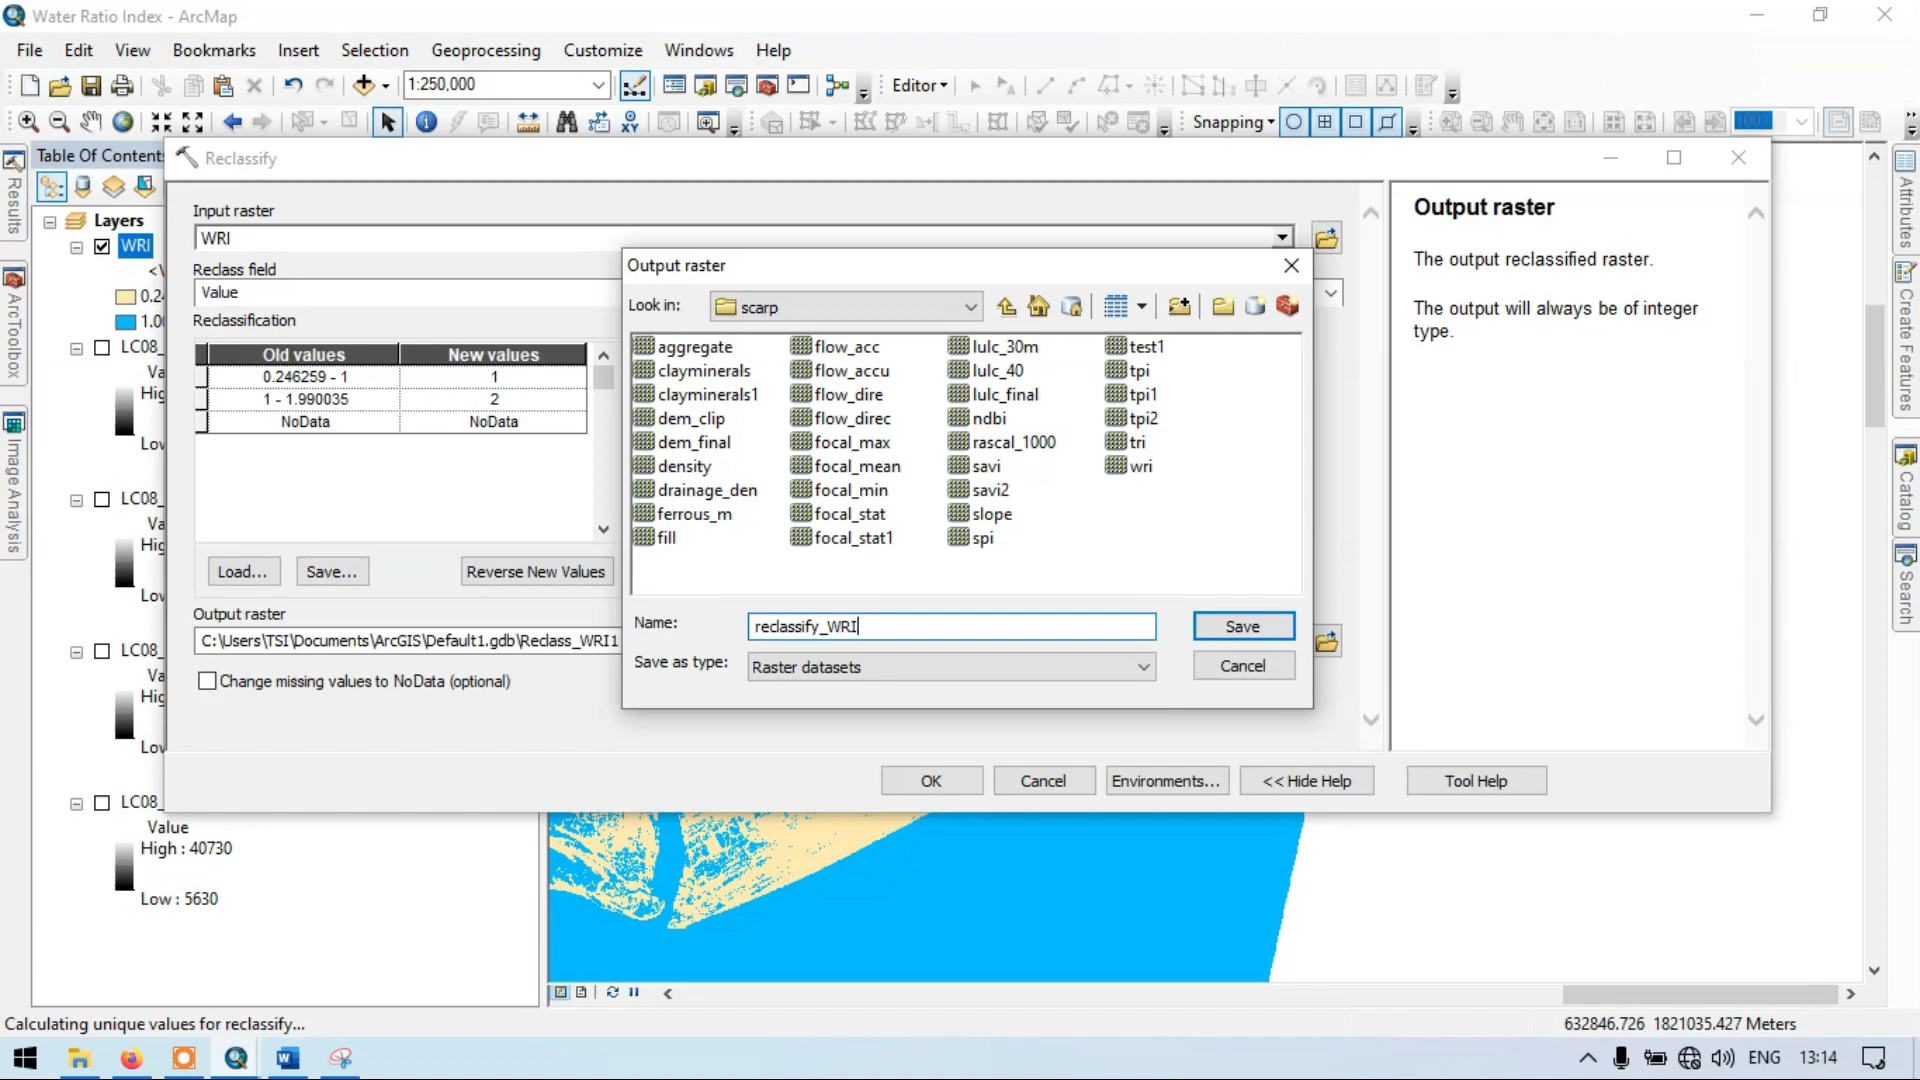 Water Ratio Index - ArcMap
File Edit View Bookmarks Insert Selection Geoprocessing Customize Windows Help
1:250,000
Editor
Snapping
100%
Table Of Content
Results
ArcToolbox
Image Analysis
Layers
WRI
<V
0.24
1.00
LC08_
Va
High
Lov
LC08_
Va
Hig
Lov
LC08_
Va
Hig
Lov
LC08_
Value
High : 40730
Low : 5630
Reclassify
Input raster
WRI
Reclass field
Value
Reclassification
Old values New values
0.246259 - 1 1
1 - 1.990035 2
NoData NoData
Load... Save... Reverse New Values
Output raster
C:\Users\TSI\Documents\ArcGIS\Default1.gdb\Reclass_WRI1
Change missing values to NoData (optional)
OK Cancel Environments... << Hide Help Tool Help
Output raster
Look in: scarp
aggregate
clayminerals
clayminerals1
dem_clip
dem_final
density
drainage_den
ferrous_m
fill
flow_acc
flow_accu
flow_dire
flow_direc
focal_max
focal_mean
focal_min
focal_stat
focal_stat1
lulc_30m
lulc_40
lulc_final
ndbi
rascal_1000
savi
savi2
slope
spi
test1
tpi
tpi1
tpi2
tri
wri
Name: reclassify_WRI Save
Save as type: Raster datasets Cancel
Output raster
The output reclassified raster.
The output will always be of integer
type.
Attributes
Create Features
Catalog
Search
Calculating unique values for reclassify...
632846.726 1821035.427 Meters
ENG 13:14